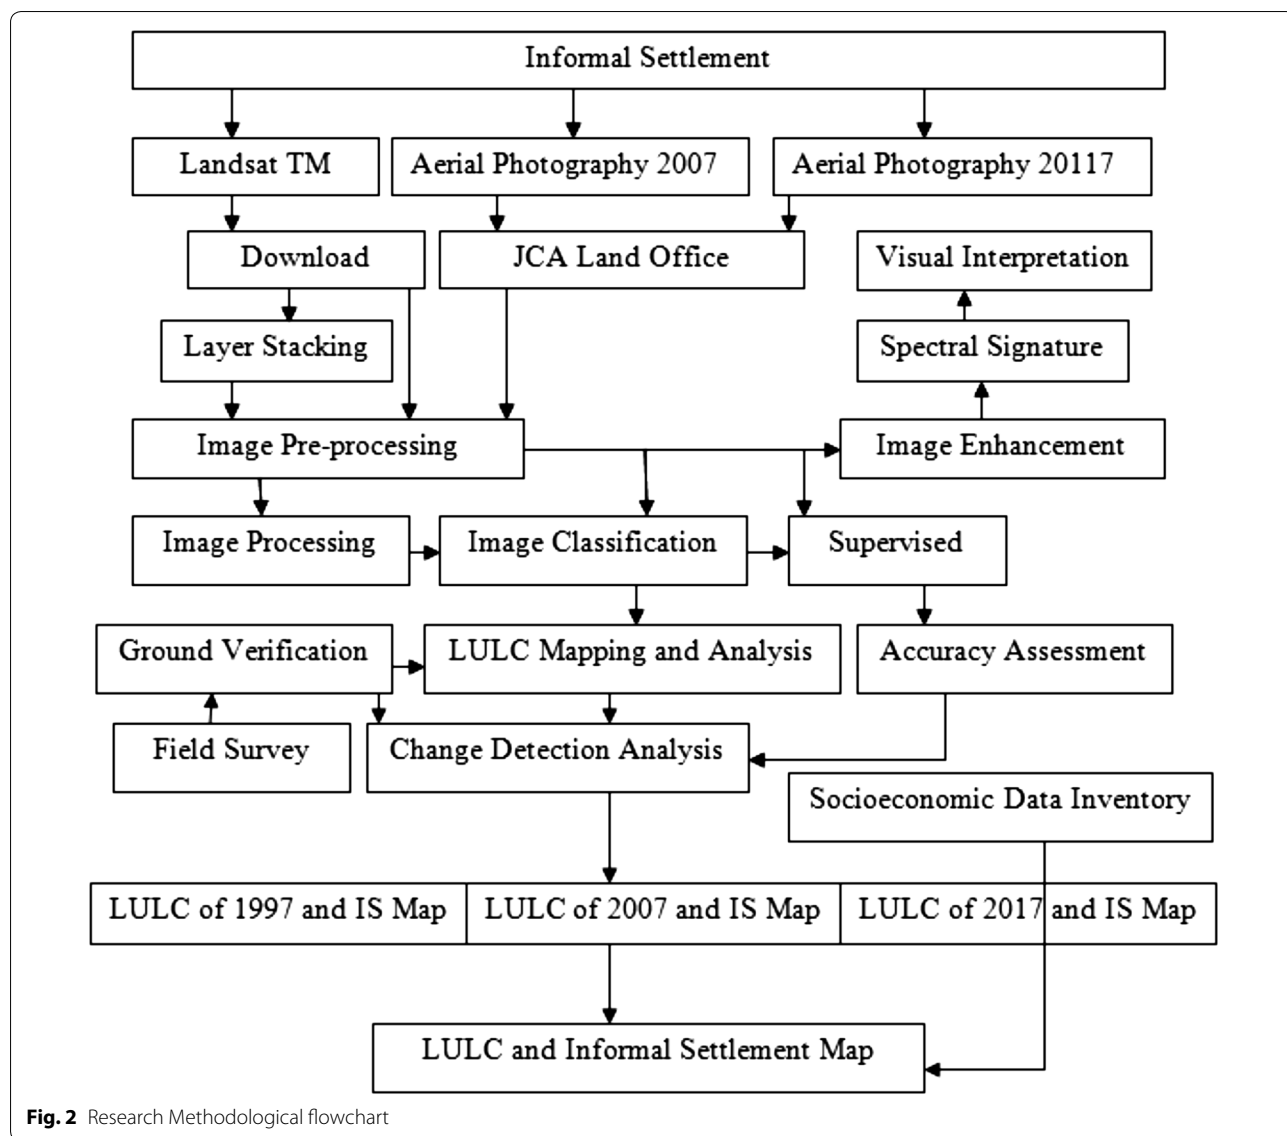 Informal Settlement
Landsat TM
Aerial Photography 2007
Aerial Photography 20117
Download
JCA Land Office
Visual Interpretation
Layer Stacking
Spectral Signature
Image Pre-processing
Image Enhancement
Image Processing
Image Classification
Supervised
Ground Verification
LULC Mapping and Analysis
Accuracy Assessment
Field Survey
Change Detection Analysis
Socioeconomic Data Inventory
LULC of 1997 and IS Map
LULC of 2007 and IS Map
LULC of 2017 and IS Map
LULC and Informal Settlement Map
Fig. 2 Research Methodological flowchart